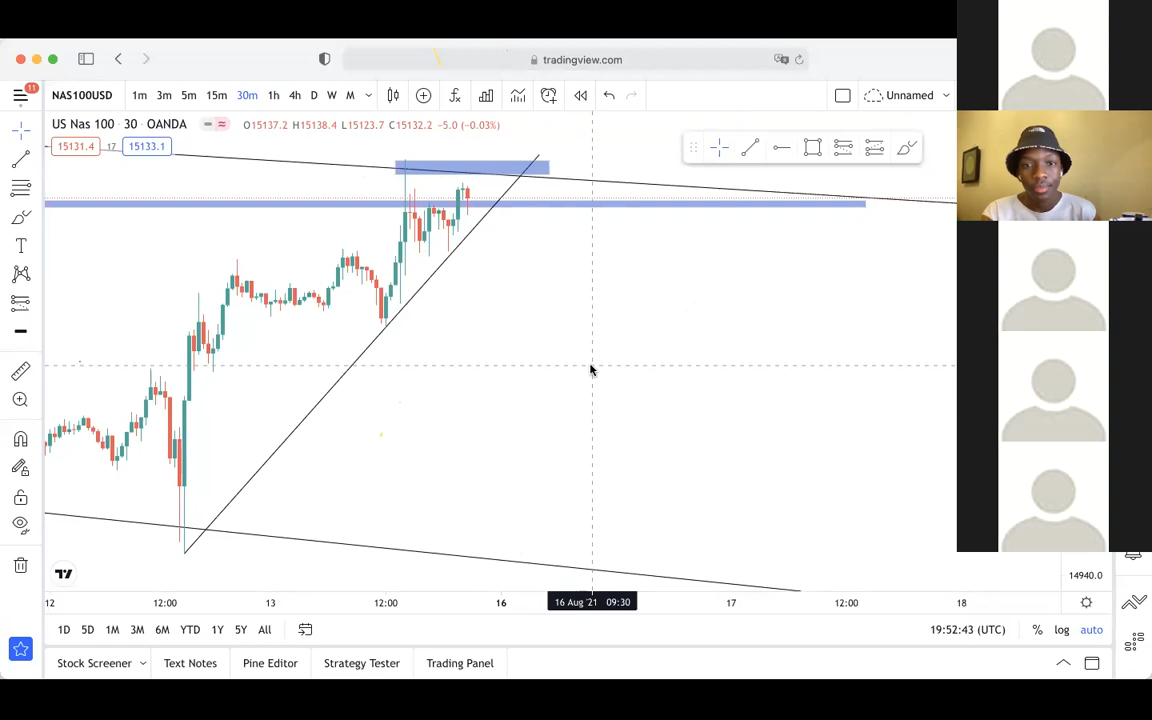 tradingview.com
11
NAS100USD 1m 3m 5m 15m 30m 1h 4h D W M Unnamed
US Nas 100 · 30 · OANDA O15137.2 H15138.4 L15123.7 C15132.2 −5.0 (−0.03%)
15131.4 17 15133.1
14940.0
12 12:00 13 12:00 16 16 Aug '21 09:30 17 12:00 18
1D 5D 1M 3M 6M YTD 1Y 5Y All 19:52:43 (UTC) % log auto
Stock Screener Text Notes Pine Editor Strategy Tester Trading Panel